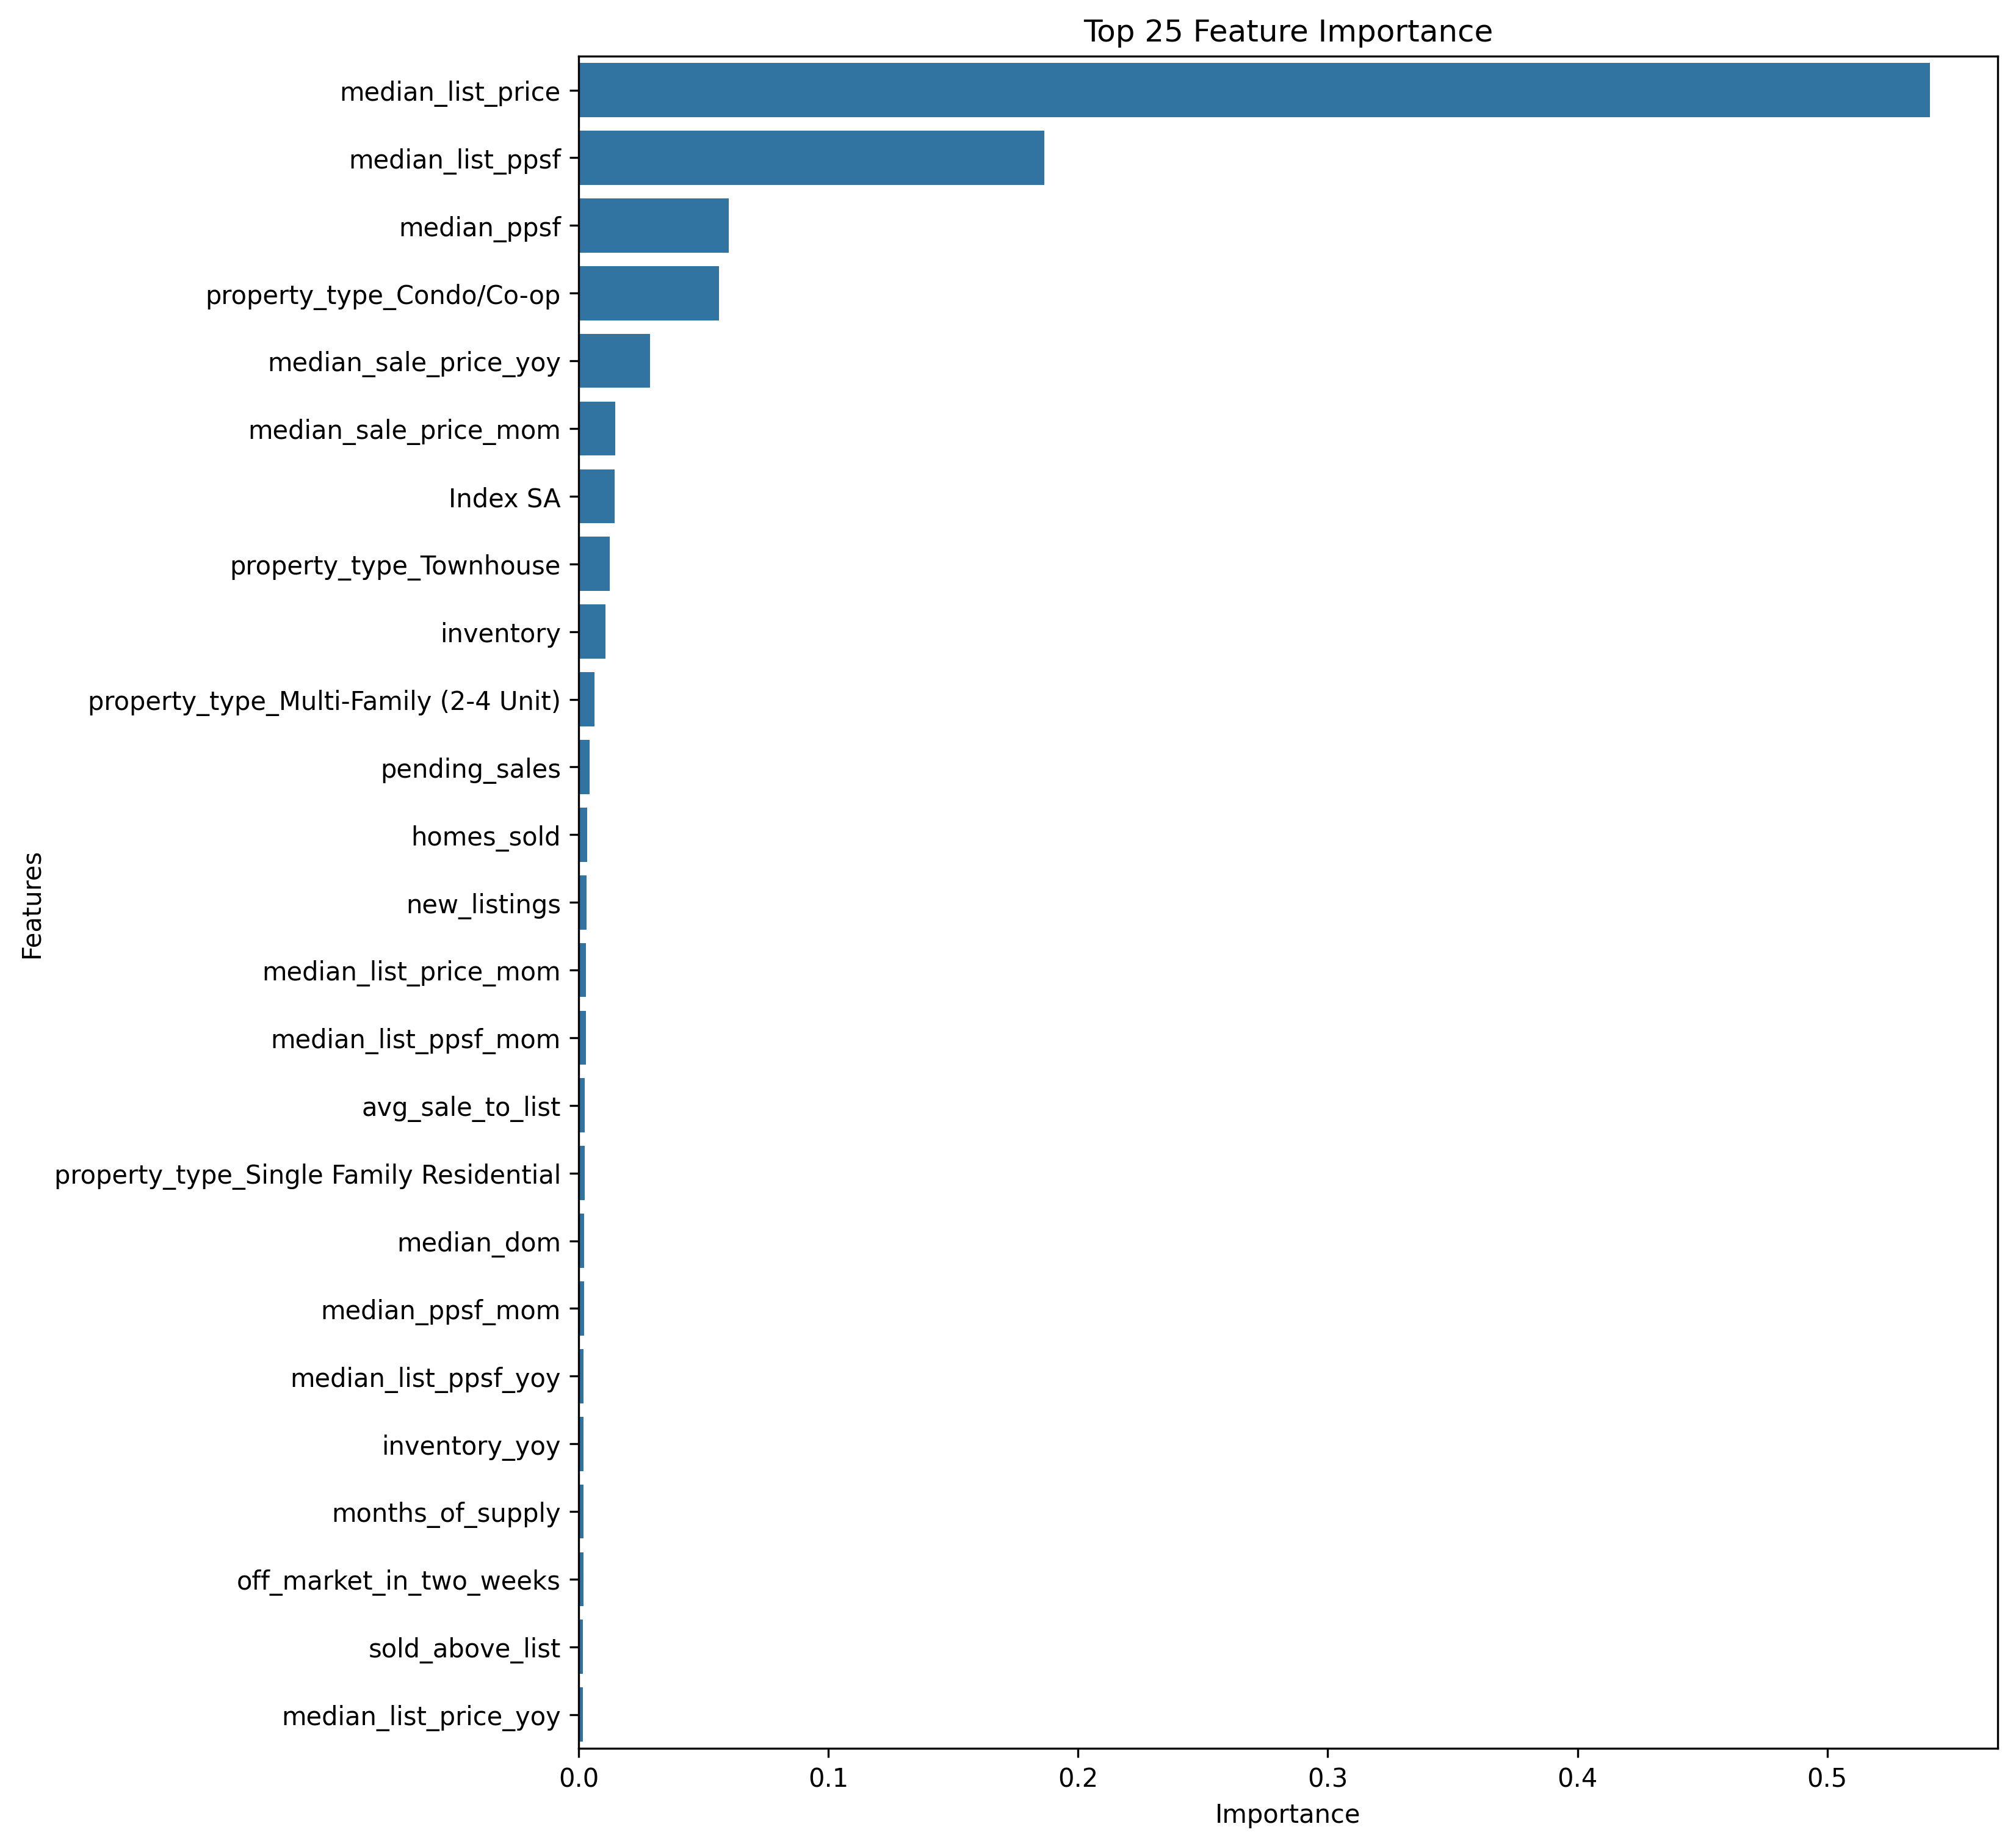 Top 25 Feature Importance
median_list_price
median_list_ppsf
median_ppsf
property_type_Condo/Co-op
median_sale_price_yoy
median_sale_price_mom
Index SA
property_type_Townhouse
inventory
property_type_Multi-Family (2-4 Unit)
pending_sales
homes_sold
new_listings
median_list_price_mom
median_list_ppsf_mom
avg_sale_to_list
property_type_Single Family Residential
median_dom
median_ppsf_mom
median_list_ppsf_yoy
inventory_yoy
months_of_supply
off_market_in_two_weeks
sold_above_list
median_list_price_yoy
Features
0.0 0.1 0.2 0.3 0.4 0.5
Importance